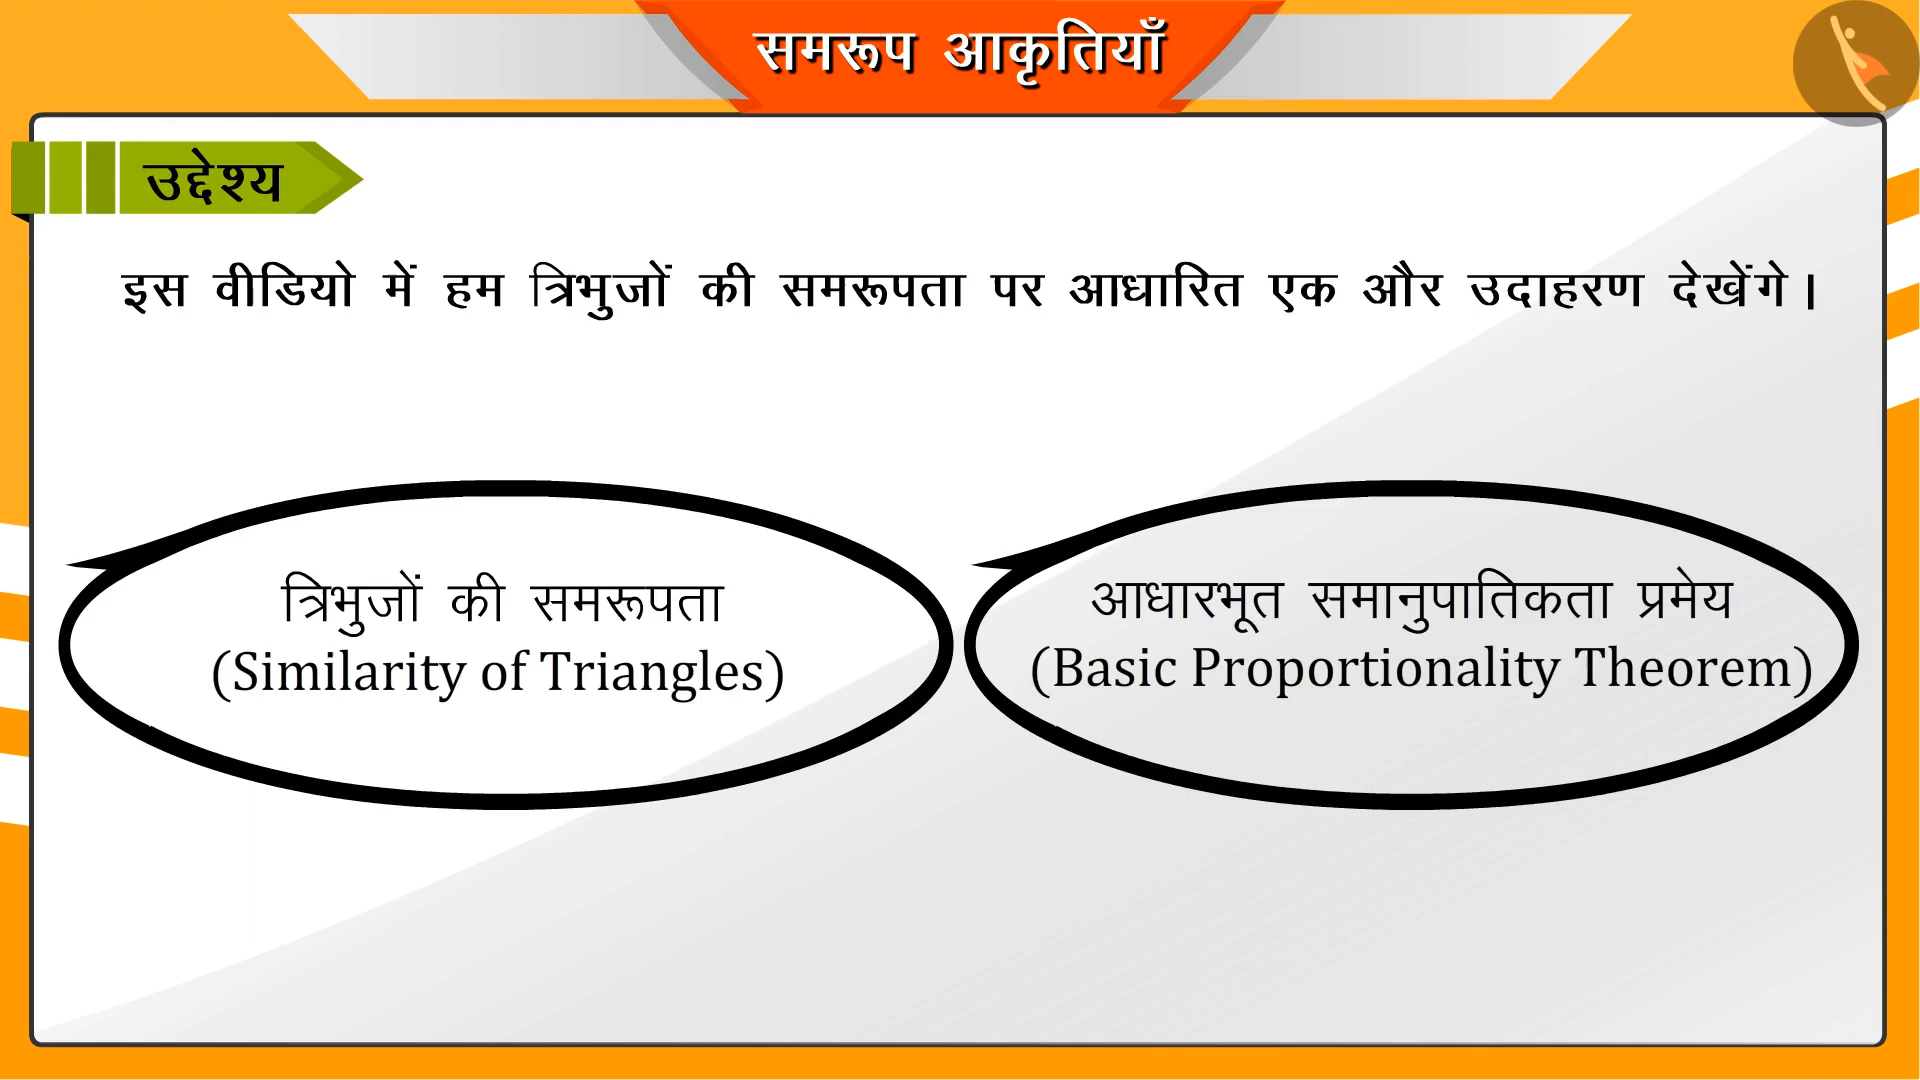 समरूप आकृतियाँ
उद्देश्य
इस वीडियो में हम त्रिभुजों की समरूपता पर आधारित एक और उदाहरण देखेंगे।
त्रिभुजों की समरूपता
(Similarity of Triangles)
आधारभूत समानुपातिकता प्रमेय
(Basic Proportionality Theorem)